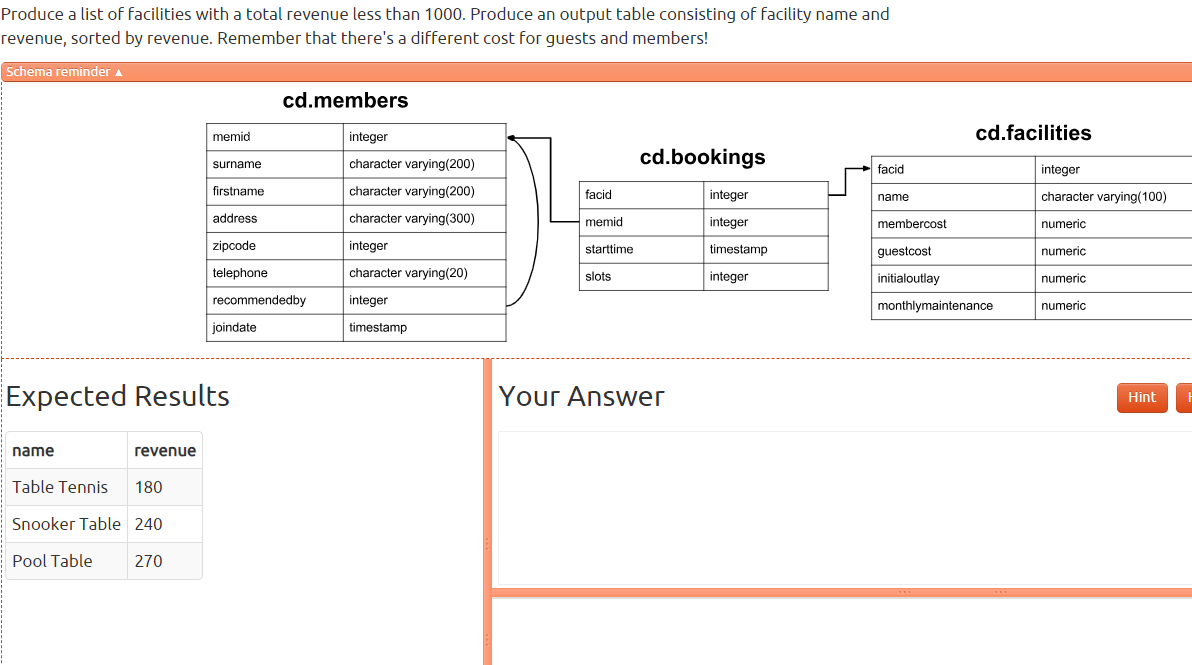 Produce a list of facilities with a total revenue less than 1000. Produce an output table consisting of facility name and
revenue, sorted by revenue. Remember that there's a different cost for guests and members!
Schema reminder ▲
cd.members
memid integer
surname character varying(200)
firstname character varying(200)
address character varying(300)
zipcode integer
telephone character varying(20)
recommendedby integer
joindate timestamp
cd.bookings
facid integer
memid integer
starttime timestamp
slots integer
cd.facilities
facid integer
name character varying(100)
membercost numeric
guestcost numeric
initialoutlay numeric
monthlymaintenance numeric
Expected Results
name revenue
Table Tennis 180
Snooker Table 240
Pool Table 270
Your Answer
Hint